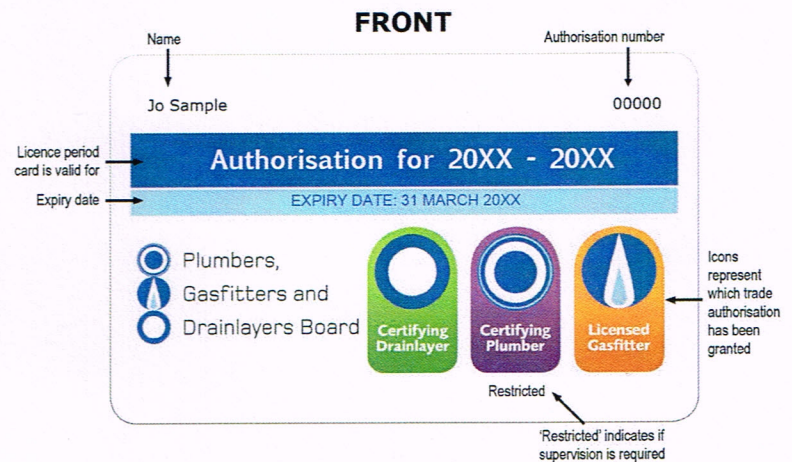 FRONT
Name
Authorisation number
Jo Sample
00000
Licence period
card is valid for
Authorisation for 20XX - 20XX
Expiry date
EXPIRY DATE: 31 MARCH 20XX
Plumbers,
Gasfitters and
Drainlayers Board
Certifying
Drainlayer
Certifying
Plumber
Licensed
Gasfitter
Icons
represent
which trade
authorisation
has been
granted
Restricted
'Restricted' indicates if
supervision is required